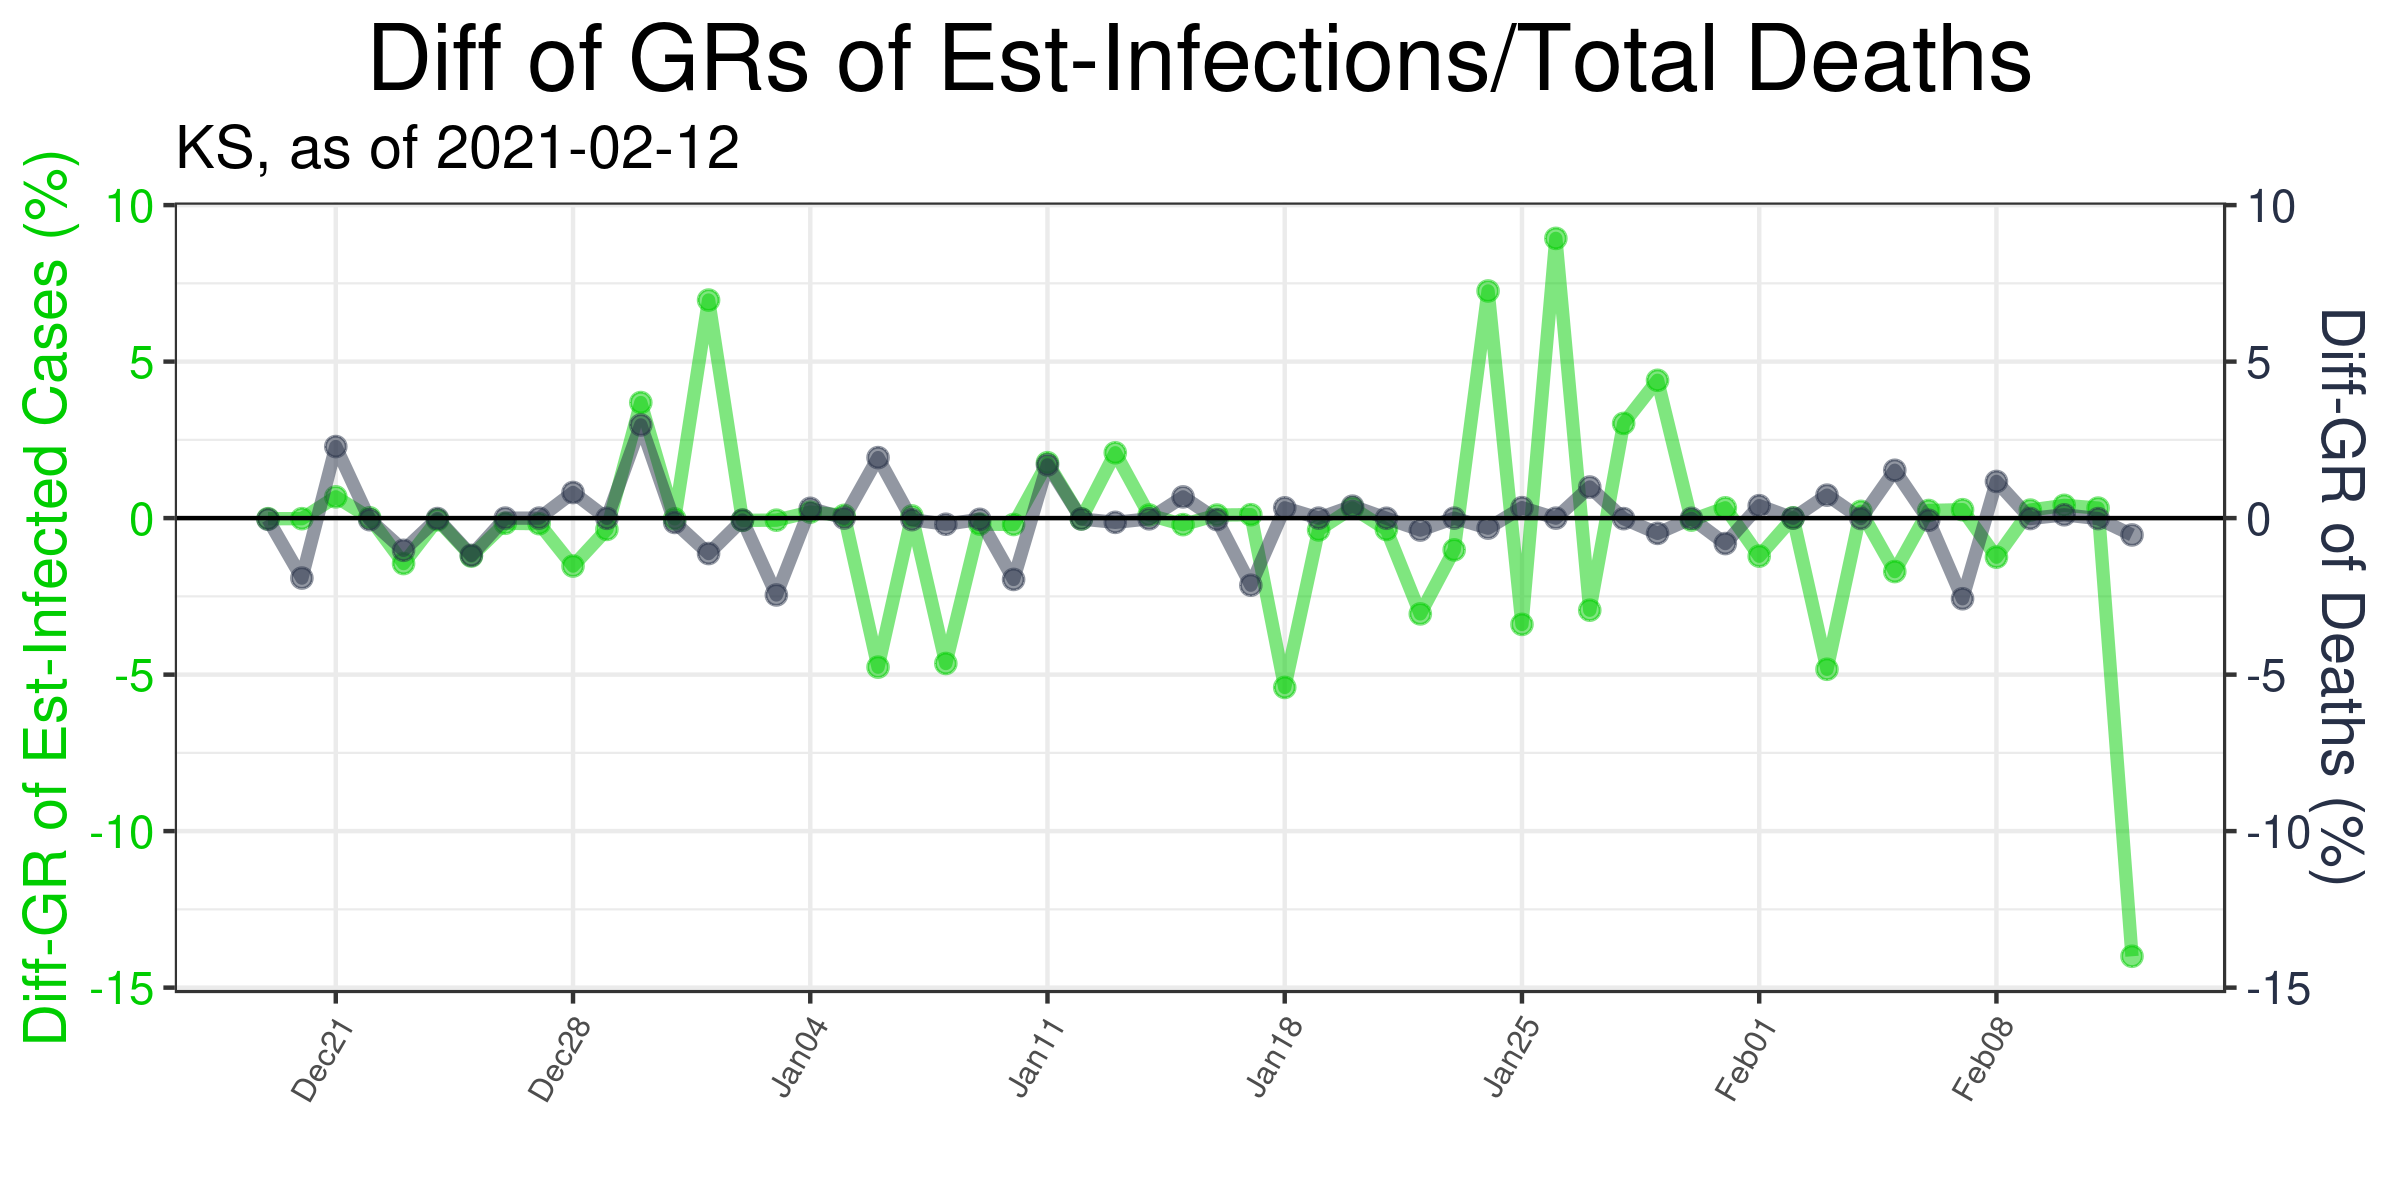 Diff of GRs of Est-Infections/Total Deaths
KS, as of 2021-02-12
Diff-GR of Est-Infected Cases (%)
10
5
0
-5
-10
-15
10
5
0
-5
-10
-15
Diff-GR of Deaths (%)
Dec21
Dec28
Jan04
Jan11
Jan18
Jan25
Feb01
Feb08